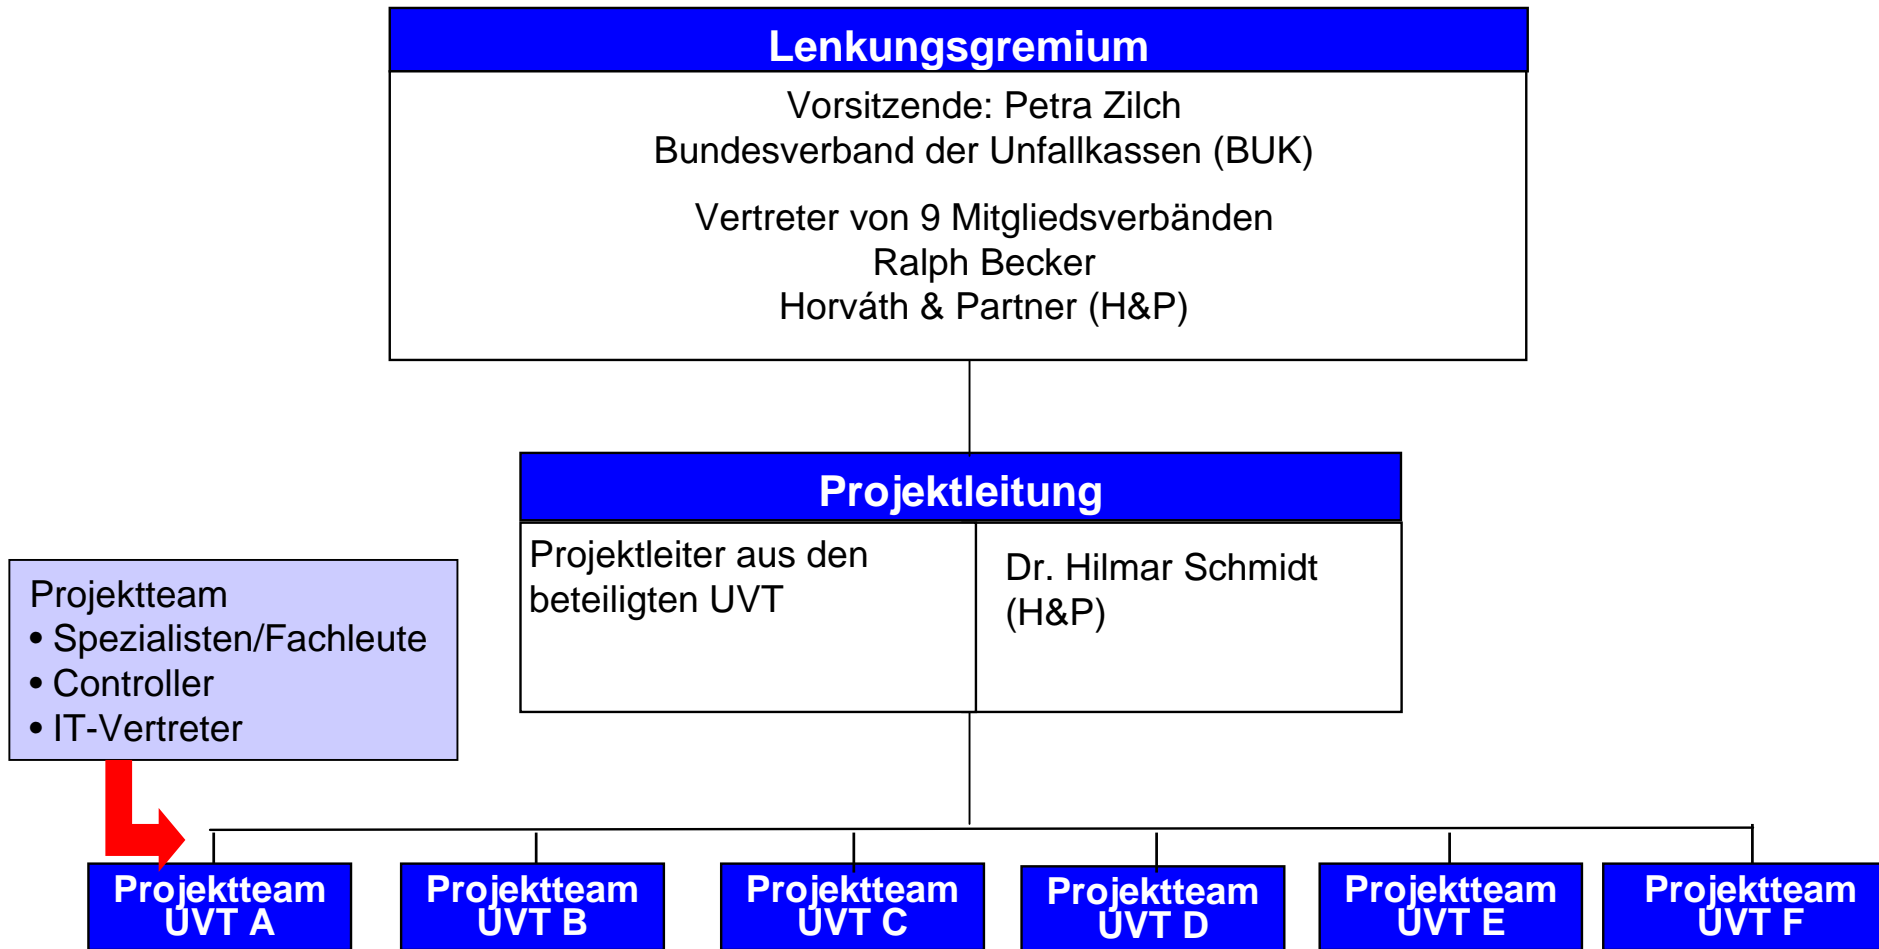 Lenkungsgremium
Vorsitzende: Petra Zilch
Bundesverband der Unfallkassen (BUK)
Vertreter von 9 Mitgliedsverbänden
Ralph Becker
Horváth & Partner (H&P)
Projektleitung
Projektleiter aus den
beteiligten UVT
Dr. Hilmar Schmidt
(H&P)
Projektteam
• Spezialisten/Fachleute
• Controller
• IT-Vertreter
Projektteam
UVT A
Projektteam
UVT B
Projektteam
UVT C
Projektteam
UVT D
Projektteam
UVT E
Projektteam
UVT F